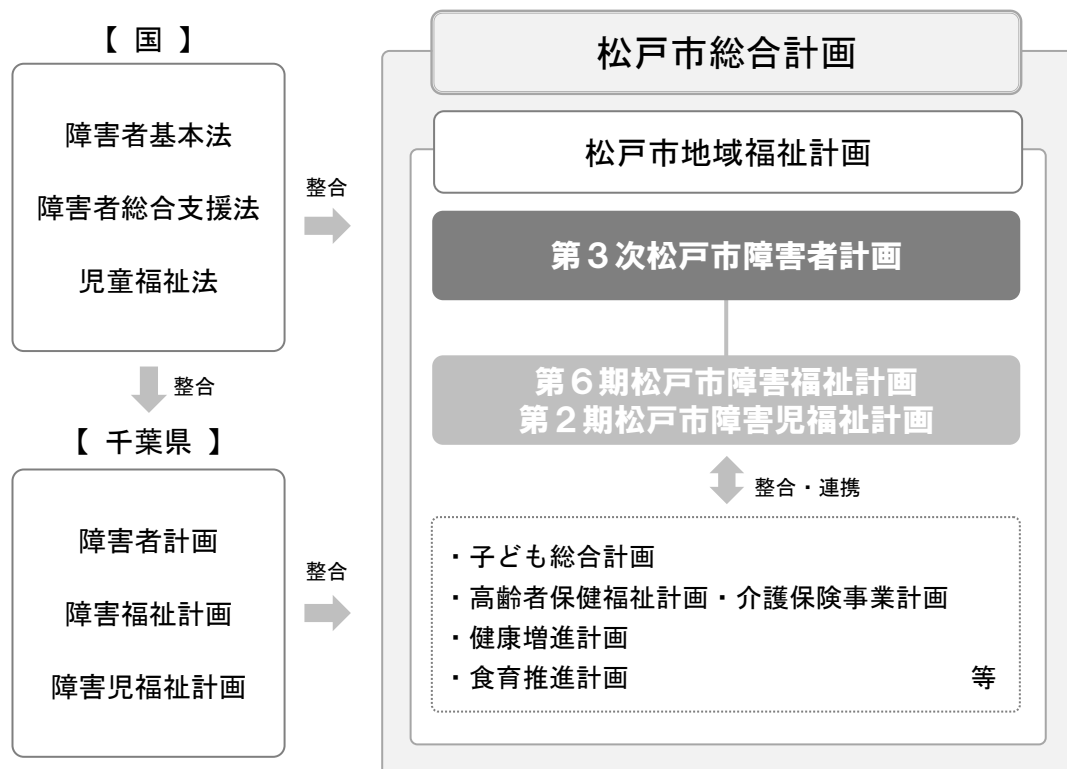 【 国 】
障害者基本法
障害者総合支援法
児童福祉法
整合
整合
【 千葉県 】
障害者計画
障害福祉計画
障害児福祉計画
整合
松戸市総合計画
松戸市地域福祉計画
第３次松戸市障害者計画
第６期松戸市障害福祉計画
第２期松戸市障害児福祉計画
整合・連携
・子ども総合計画
・高齢者保健福祉計画・介護保険事業計画
・健康増進計画
・食育推進計画 等